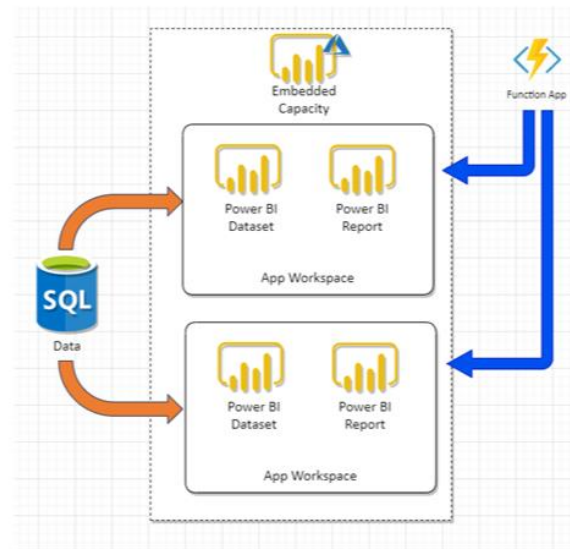 Embedded
Capacity
Function App
Power BI
Dataset
Power BI
Report
App Workspace
SQL
Data
Power BI
Dataset
Power BI
Report
App Workspace